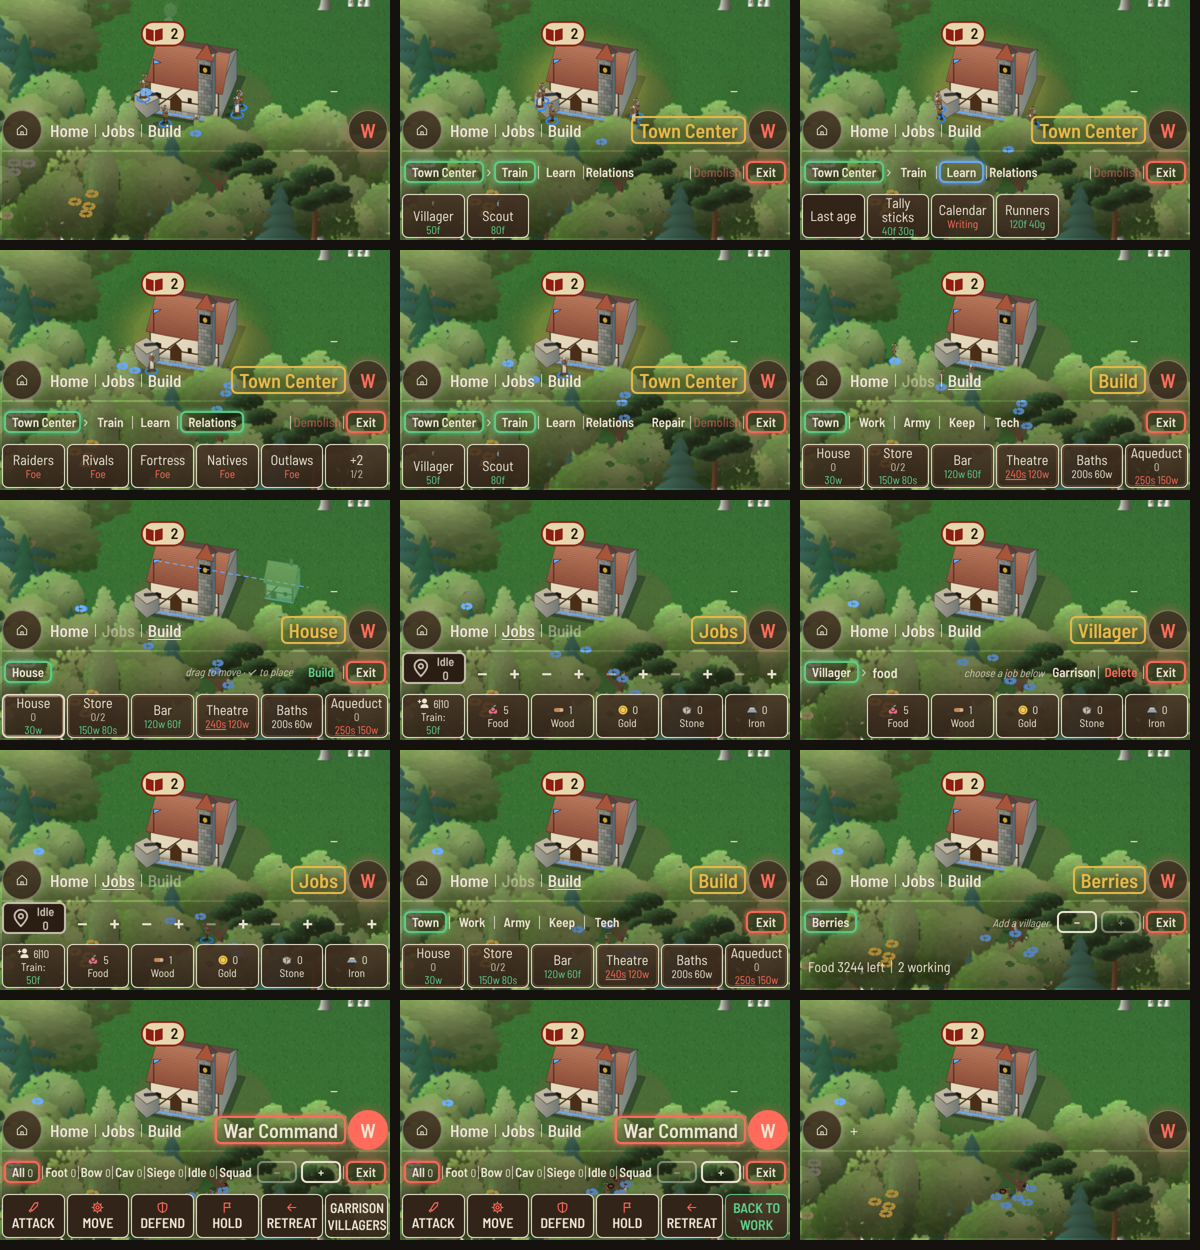 2
Home Jobs Build
W
2
Home Jobs Build Town Center W
Town Center › Train Learn Relations Demolish Exit
Villager Scout
50f 80f
2
Home Jobs Build Town Center W
Town Center › Train Learn Relations Demolish Exit
Last age Tally sticks Calendar Runners
40f 30g Writing 120f 40g
2
Home Jobs Build Town Center W
Town Center › Train Learn Relations Demolish Exit
Raiders Rivals Fortress Natives Outlaws +2
Foe Foe Foe Foe Foe 1/2
2
Home Jobs Build Town Center W
Town Center › Train Learn Relations Repair Demolish Exit
Villager Scout
50f 80f
2
Home Jobs Build Build W
Town Work Army Keep Tech Exit
House Store Bar Theatre Baths Aqueduct
0 0/2 120w 60f 240s 120w 200s 60w 0
30w 150w 80s 250s 150w
2
Home Jobs Build House W
House drag to move · ✓ to place Build Exit
House Store Bar Theatre Baths Aqueduct
0 0/2 120w 60f 240s 120w 200s 60w 0
30w 150w 80s 250s 150w
2
Home Jobs Build Jobs W
Idle
0 − + − + − + − + − +
6|10 5 1 0 0 0
Train: Food Wood Gold Stone Iron
50f
2
Home Jobs Build Villager W
Villager › food choose a job below Garrison Delete Exit
5 1 0 0 0
Food Wood Gold Stone Iron
2
Home Jobs Build Jobs W
Idle
0 − + − + − + − + − +
6|10 5 1 0 0 0
Train: Food Wood Gold Stone Iron
50f
2
Home Jobs Build Build W
Town Work Army Keep Tech Exit
House Store Bar Theatre Baths Aqueduct
0 0/2 120w 60f 240s 120w 200s 60w 0
30w 150w 80s 250s 150w
2
Home Jobs Build Berries W
Berries Add a villager − + Exit
Food 3244 left 2 working
2
Home Jobs Build War Command W
All 0 Foot 0 Bow 0 Cav 0 Siege 0 Idle 0 Squad − + Exit
ATTACK MOVE DEFEND HOLD RETREAT GARRISON VILLAGERS
2
Home Jobs Build War Command W
All 0 Foot 0 Bow 0 Cav 0 Siege 0 Idle 0 Squad − + Exit
ATTACK MOVE DEFEND HOLD RETREAT BACK TO WORK
2
+ W